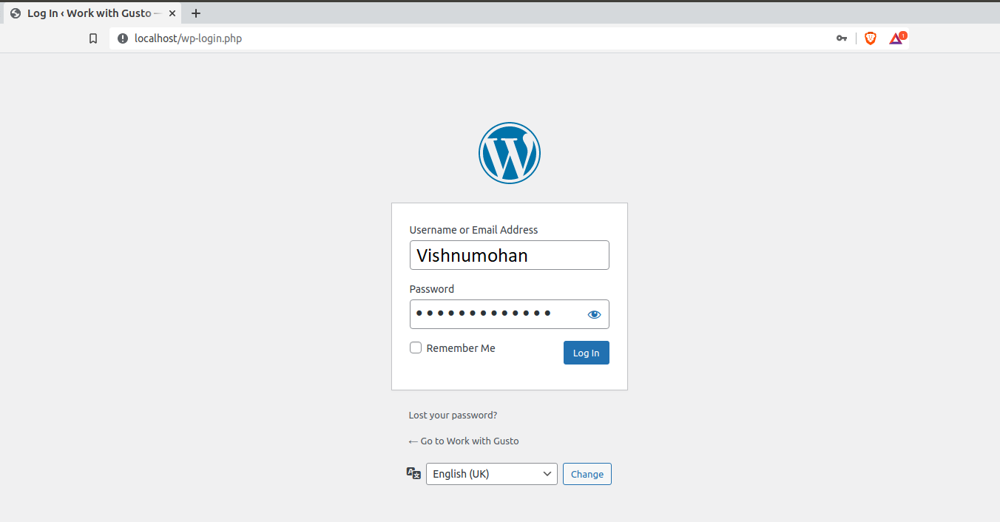 Log In ‹ Work with Gusto —
localhost/wp-login.php
1
Username or Email Address
Vishnumohan
Password
•••••••••••••
Remember Me
Log In
Lost your password?
← Go to Work with Gusto
English (UK)
Change